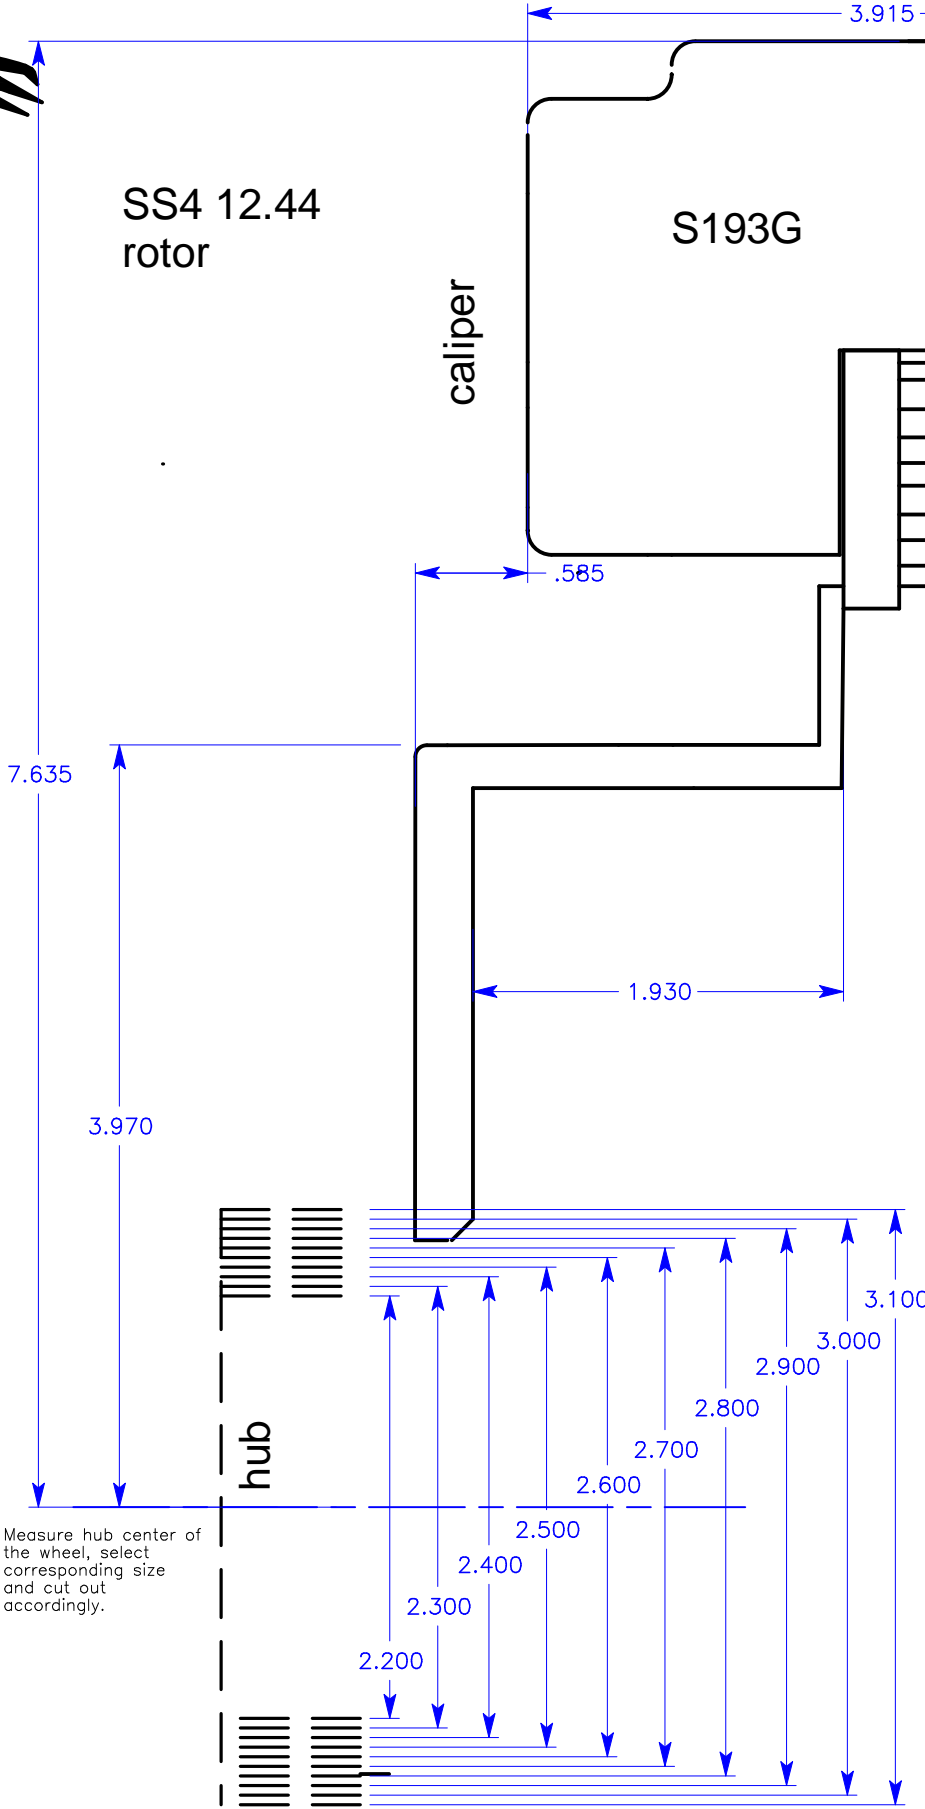 3.915
SS4 12.44
rotor
S193G
caliper
.585
7.635
1.930
3.970
3.100
3.000
2.900
2.800
hub
2.700
2.600
2.500
Measure hub center of
the wheel, select
corresponding size
and cut out
accordingly.
2.400
2.300
2.200